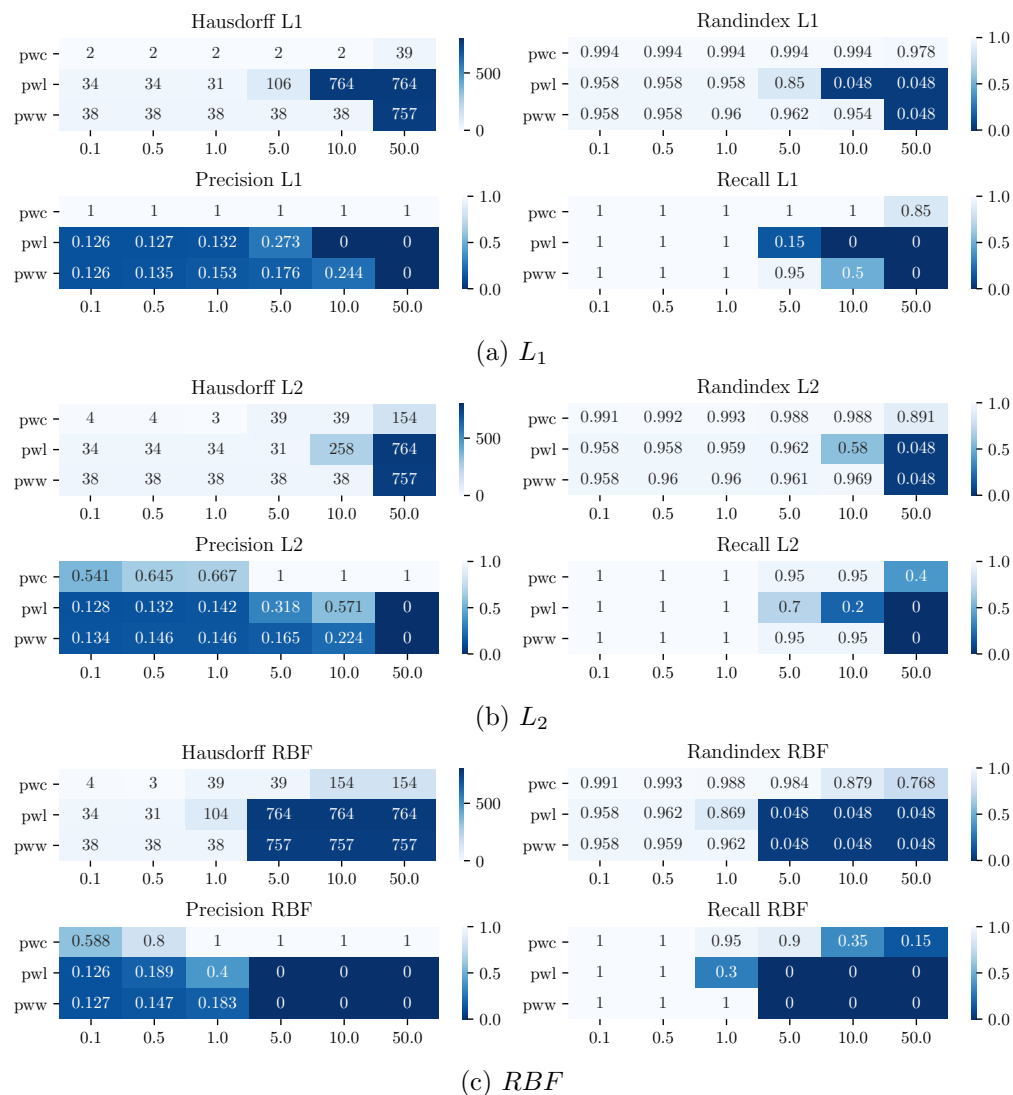 Hausdorff L1
pwc 2 2 2 2 2 39
pwl 34 34 31 106 764 764
pww 38 38 38 38 38 757
0.1 0.5 1.0 5.0 10.0 50.0
500
0
Randindex L1
pwc 0.994 0.994 0.994 0.994 0.994 0.978
pwl 0.958 0.958 0.958 0.85 0.048 0.048
pww 0.958 0.958 0.96 0.962 0.954 0.048
0.1 0.5 1.0 5.0 10.0 50.0
1.0
0.5
0.0
Precision L1
pwc 1 1 1 1 1 1
pwl 0.126 0.127 0.132 0.273 0 0
pww 0.126 0.135 0.153 0.176 0.244 0
0.1 0.5 1.0 5.0 10.0 50.0
1.0
0.5
0.0
Recall L1
pwc 1 1 1 1 1 0.85
pwl 1 1 1 0.15 0 0
pww 1 1 1 0.95 0.5 0
0.1 0.5 1.0 5.0 10.0 50.0
1.0
0.5
0.0
(a) L1
Hausdorff L2
pwc 4 4 3 39 39 154
pwl 34 34 34 31 258 764
pww 38 38 38 38 38 757
0.1 0.5 1.0 5.0 10.0 50.0
500
0
Randindex L2
pwc 0.991 0.992 0.993 0.988 0.988 0.891
pwl 0.958 0.958 0.959 0.962 0.58 0.048
pww 0.958 0.96 0.96 0.961 0.969 0.048
0.1 0.5 1.0 5.0 10.0 50.0
1.0
0.5
0.0
Precision L2
pwc 0.541 0.645 0.667 1 1 1
pwl 0.128 0.132 0.142 0.318 0.571 0
pww 0.134 0.146 0.146 0.165 0.224 0
0.1 0.5 1.0 5.0 10.0 50.0
1.0
0.5
0.0
Recall L2
pwc 1 1 1 0.95 0.95 0.4
pwl 1 1 1 0.7 0.2 0
pww 1 1 1 0.95 0.95 0
0.1 0.5 1.0 5.0 10.0 50.0
1.0
0.5
0.0
(b) L2
Hausdorff RBF
pwc 4 3 39 39 154 154
pwl 34 31 104 764 764 764
pww 38 38 38 757 757 757
0.1 0.5 1.0 5.0 10.0 50.0
500
0
Randindex RBF
pwc 0.991 0.993 0.988 0.984 0.879 0.768
pwl 0.958 0.962 0.869 0.048 0.048 0.048
pww 0.958 0.959 0.962 0.048 0.048 0.048
0.1 0.5 1.0 5.0 10.0 50.0
1.0
0.5
0.0
Precision RBF
pwc 0.588 0.8 1 1 1 1
pwl 0.126 0.189 0.4 0 0 0
pww 0.127 0.147 0.183 0 0 0
0.1 0.5 1.0 5.0 10.0 50.0
1.0
0.5
0.0
Recall RBF
pwc 1 1 0.95 0.9 0.35 0.15
pwl 1 1 0.3 0 0 0
pww 1 1 1 0 0 0
0.1 0.5 1.0 5.0 10.0 50.0
1.0
0.5
0.0
(c) RBF